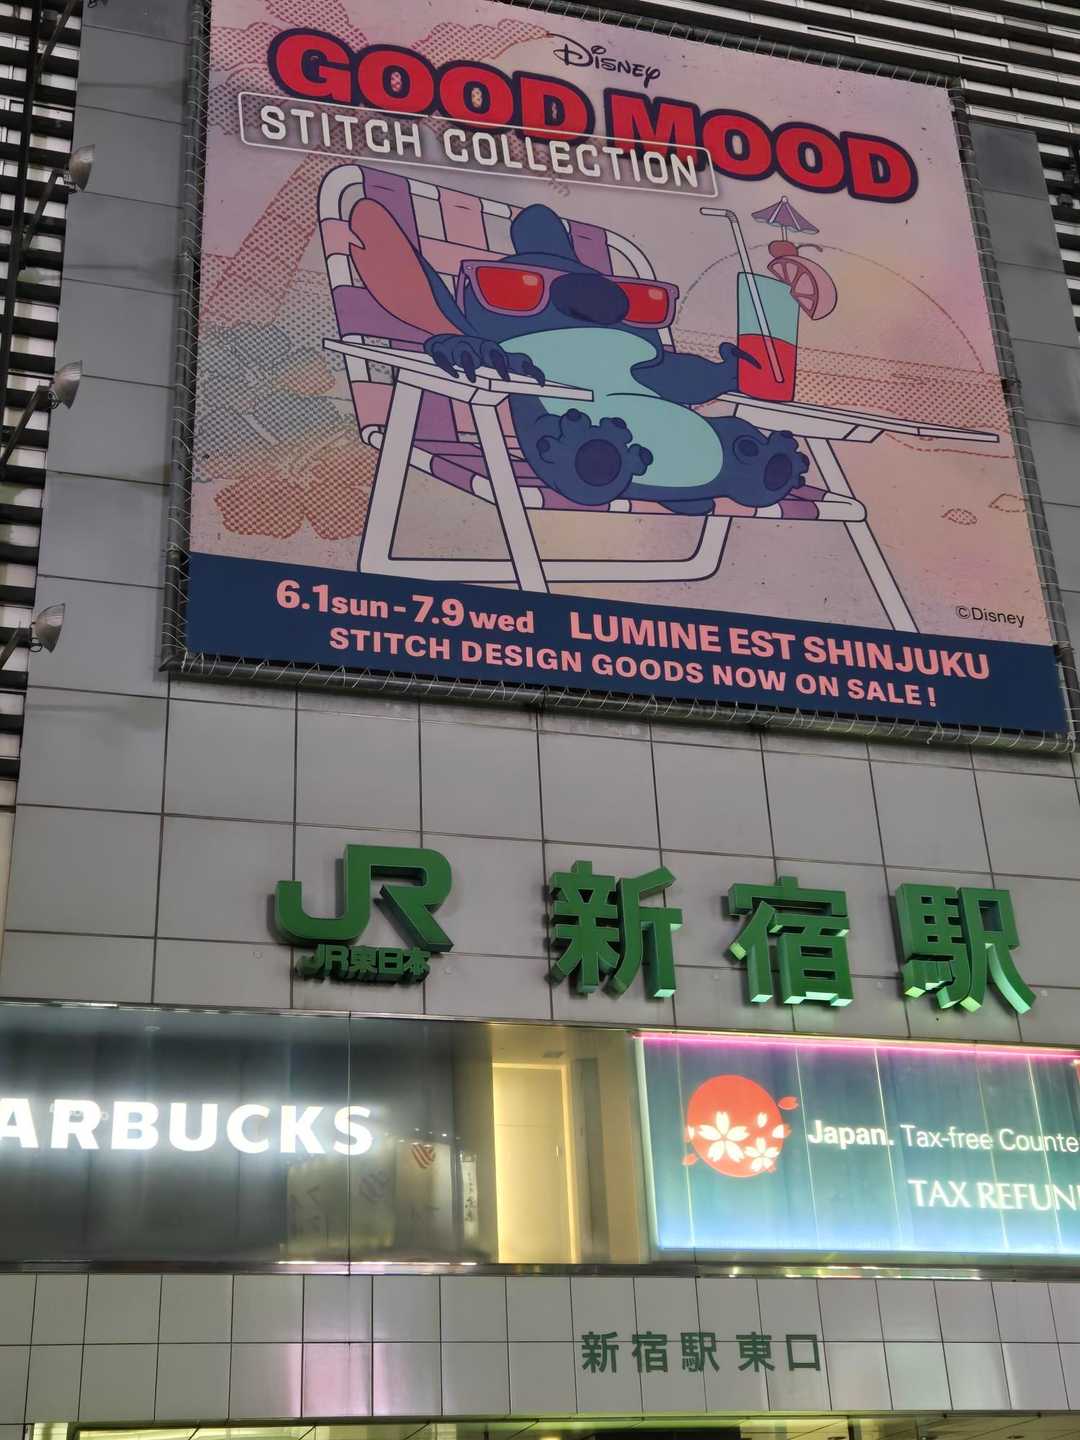 Disney
GOOD MOOD
STITCH COLLECTION
©Disney
6.1sun-7.9wed LUMINE EST SHINJUKU
STITCH DESIGN GOODS NOW ON SALE!
JR 新宿駅
JR東日本
ARBUCKS
Japan. Tax-free Counte
TAX REFUN
新宿駅 東口